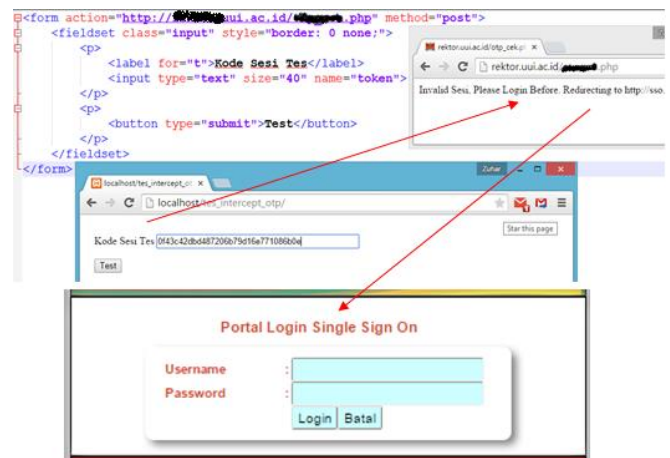 <form action="http:// uui.ac.id/ .php" method="post">
<fieldset class="input" style="border: 0 none;">
<p>
<label for="t">Kode Sesi Tes</label>
<input type="text" size="40" name="token">
</p>
<p>
<button type="submit">Test</button>
</p>
</fieldset>
</form>
rektor.uui.ac.id/otp_cek.p
rektor.uui.ac.id/ .php
Invalid Sesi, Please Login Before. Redirecting to http://sso.
Zuhar
localhost/tes_intercept_ot
localhost/tes_intercept_otp/
Star this page
Kode Sesi Tes 0f43c42dbd487206b79d16e771086b0e
Test
Portal Login Single Sign On
Username :
Password :
Login Batal